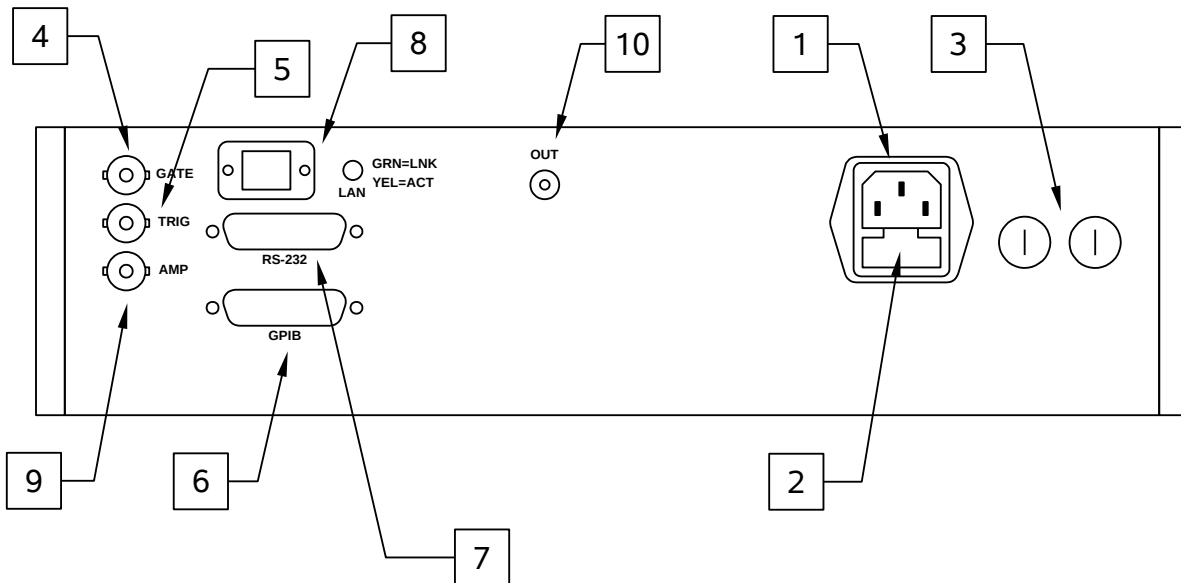 4
5
8
10
1
3
GATE
TRIG
AMP
LAN
GRN=LNK
YEL=ACT
RS-232
GPIB
OUT
9
6
7
2